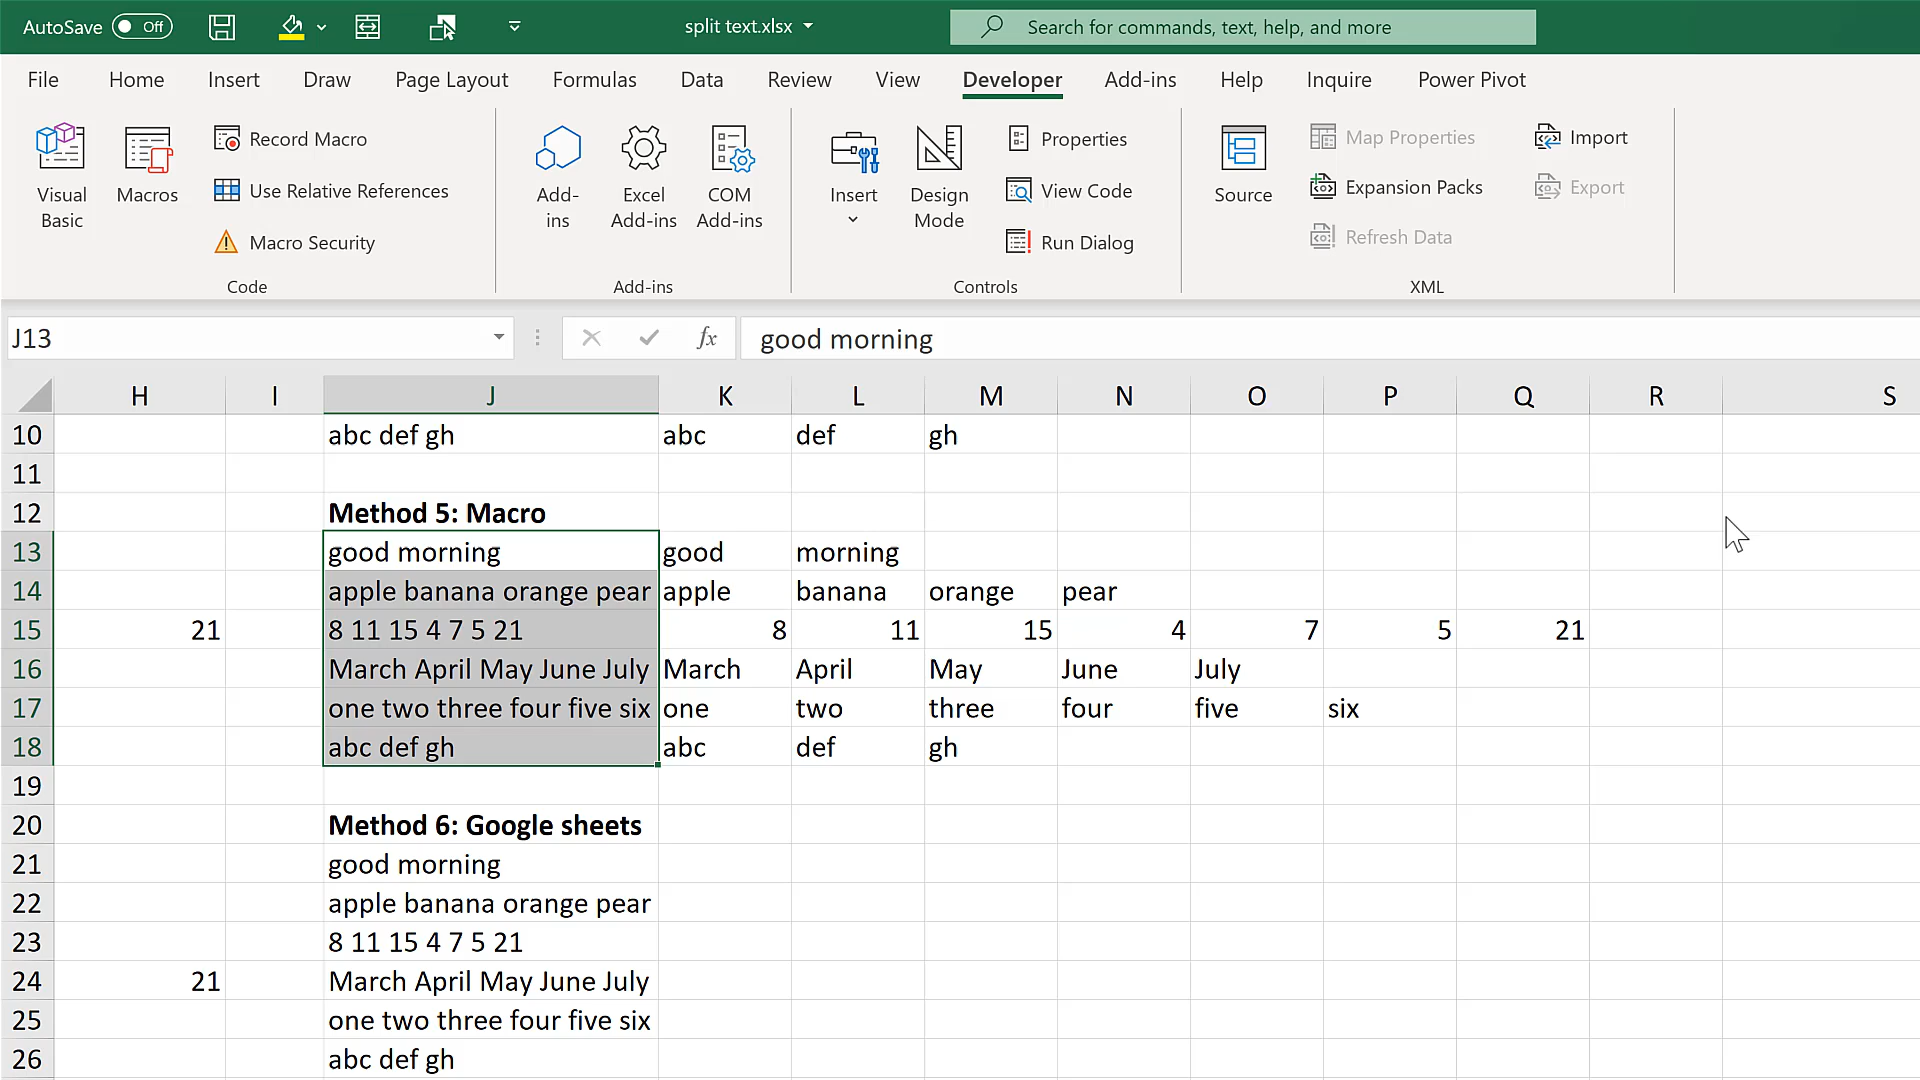 AutoSave Off split text.xlsx Search for commands, text, help, and more
File Home Insert Draw Page Layout Formulas Data Review View Developer Add-ins Help Inquire Power Pivot
Visual Basic
Macros
Record Macro
Use Relative References
Macro Security
Code
Add-ins
Excel Add-ins
COM Add-ins
Add-ins
Insert
Design Mode
Properties
View Code
Run Dialog
Controls
Source
Map Properties
Expansion Packs
Refresh Data
Import
Export
XML
J13 fx good morning
H I J K L M N O P Q R S
10 abc def gh abc def gh
11
12 Method 5: Macro
13 good morning good morning
14 apple banana orange pear apple banana orange pear
15 21 8 11 15 4 7 5 21 8 11 15 4 7 5 21
16 March April May June July March April May June July
17 one two three four five six one two three four five six
18 abc def gh abc def gh
19
20 Method 6: Google sheets
21 good morning
22 apple banana orange pear
23 8 11 15 4 7 5 21
24 21 March April May June July
25 one two three four five six
26 abc def gh